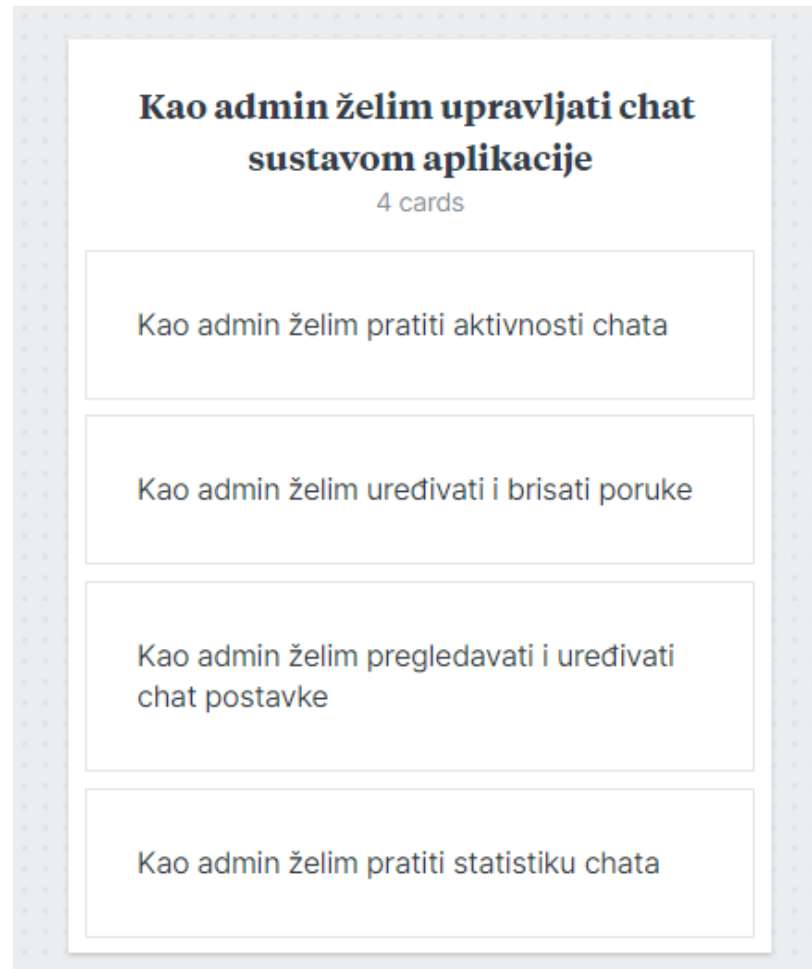 Kao admin želim upravljati chat
sustavom aplikacije
4 cards
Kao admin želim pratiti aktivnosti chata
Kao admin želim uređivati i brisati poruke
Kao admin želim pregledavati i uređivati
chat postavke
Kao admin želim pratiti statistiku chata